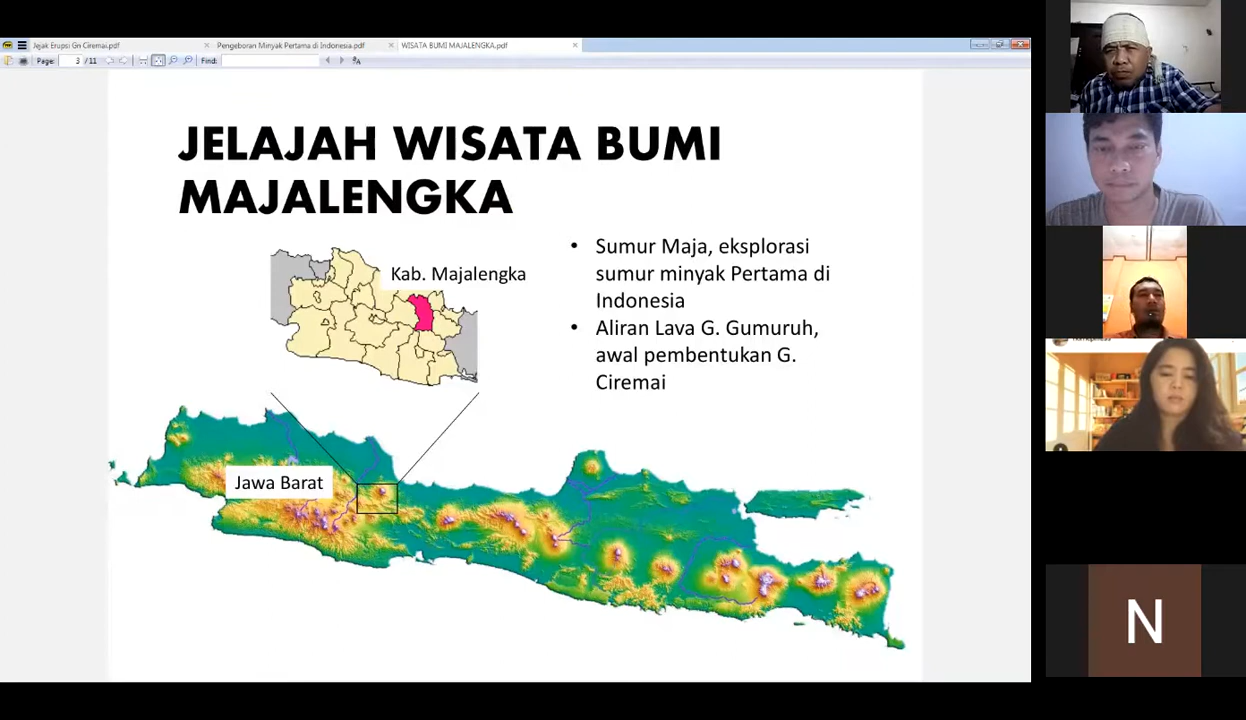 Jejak Erupsi Gn Ciremai.pdf
Pengeboran Minyak Pertama di Indonesia.pdf
WISATA BUMI MAJALENGKA.pdf
Page: 3 / 11
Find:
JELAJAH WISATA BUMI
MAJALENGKA
Kab. Majalengka
• Sumur Maja, eksplorasi
sumur minyak Pertama di
Indonesia
• Aliran Lava G. Gumuruh,
awal pembentukan G.
Ciremai
Jawa Barat
N